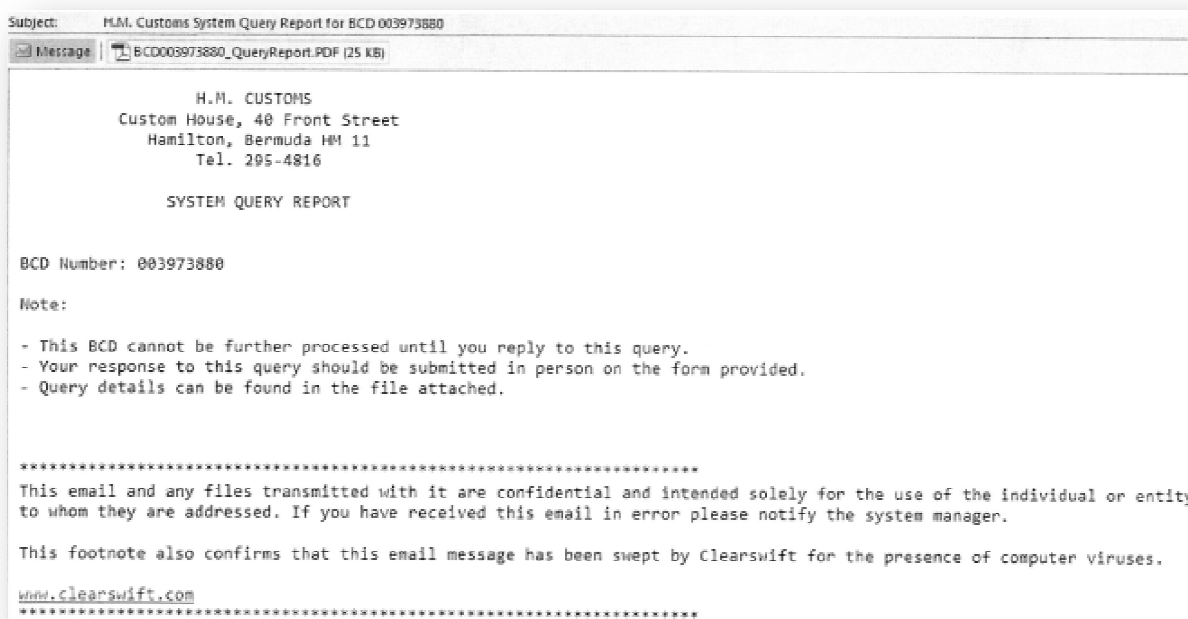 Subject: H.M. Customs System Query Report for BCD 003973880
Message BCD003973880_QueryReport.PDF (25 KB)
H.M. CUSTOMS
Custom House, 40 Front Street
Hamilton, Bermuda HM 11
Tel. 295-4816
SYSTEM QUERY REPORT
BCD Number: 003973880
Note:
- This BCD cannot be further processed until you reply to this query.
- Your response to this query should be submitted in person on the form provided.
- Query details can be found in the file attached.
**********************************************************************
This email and any files transmitted with it are confidential and intended solely for the use of the individual or entity
to whom they are addressed. If you have received this email in error please notify the system manager.
This footnote also confirms that this email message has been swept by Clearswift for the presence of computer viruses.
www.clearswift.com
**********************************************************************